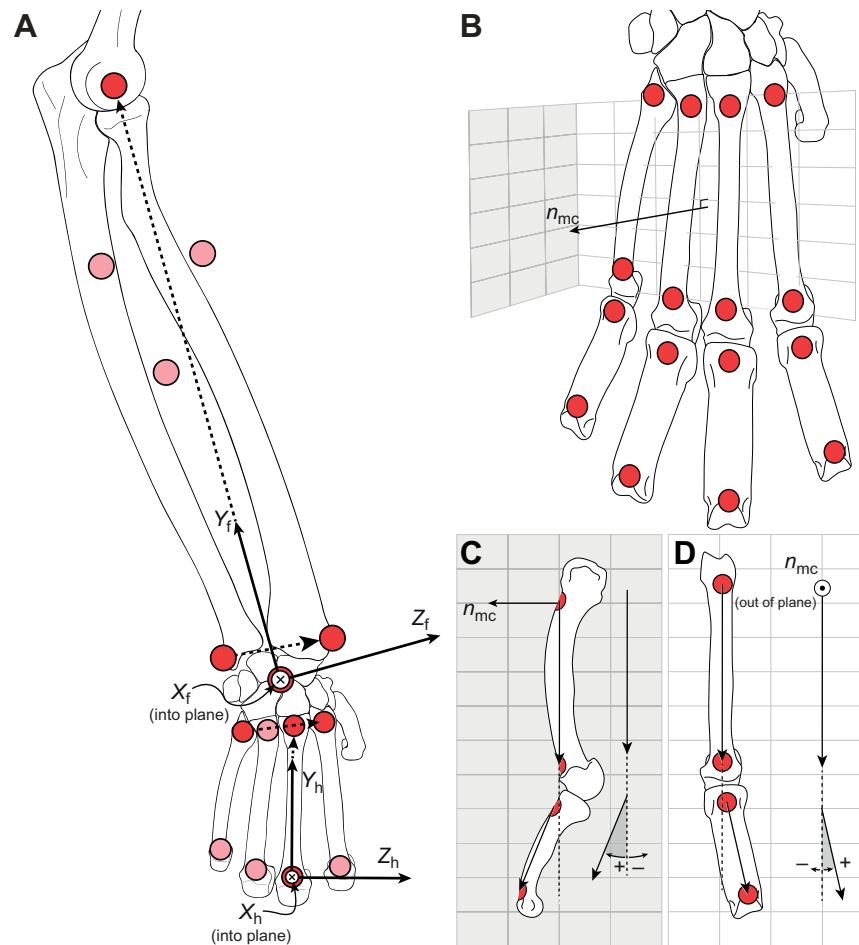 A
Y_f
Z_f
X_f
(into plane)
Y_h
Z_h
X_h
(into plane)
B
n_mc
C
n_mc
+ –
D
n_mc
(out of plane)
– +